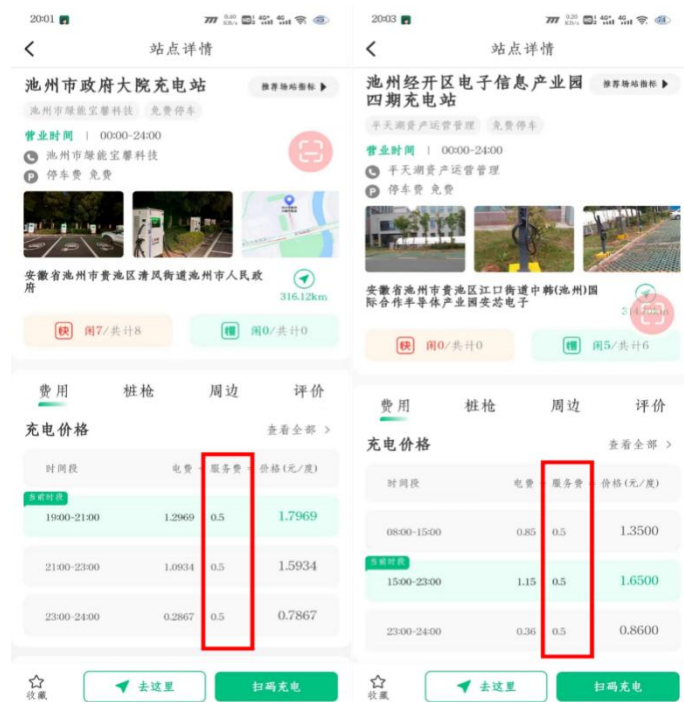 20:01
站点详情
池州市政府大院充电站
推荐场站指标
池州市绿能宝馨科技 免费停车
营业时间 | 00:00-24:00
池州市绿能宝馨科技
停车费 免费
安徽省池州市贵池区清风街道池州市人民政
府
316.12km
快 闲7/共计8
慢 闲0/共计0
费用 桩枪 周边 评价
充电价格 查看全部 >
时间段 电费 + 服务费 = 价格(元/度)
当前时段
19:00-21:00 1.2969 0.5 1.7969
21:00-23:00 1.0934 0.5 1.5934
23:00-24:00 0.2867 0.5 0.7867
收藏
去这里
扫码充电
20:03
站点详情
池州经开区电子信息产业园
四期充电站
推荐场站指标
平天湖资产运营管理 免费停车
营业时间 | 00:00-24:00
平天湖资产运营管理
停车费 免费
安徽省池州市贵池区江口街道中韩(池州)国
际合作半导体产业园安芯电子
快 闲0/共计0
慢 闲5/共计6
费用 桩枪 周边 评价
充电价格 查看全部 >
时间段 电费 + 服务费 = 价格(元/度)
08:00-15:00 0.85 0.5 1.3500
当前时段
15:00-23:00 1.15 0.5 1.6500
23:00-24:00 0.36 0.5 0.8600
收藏
去这里
扫码充电